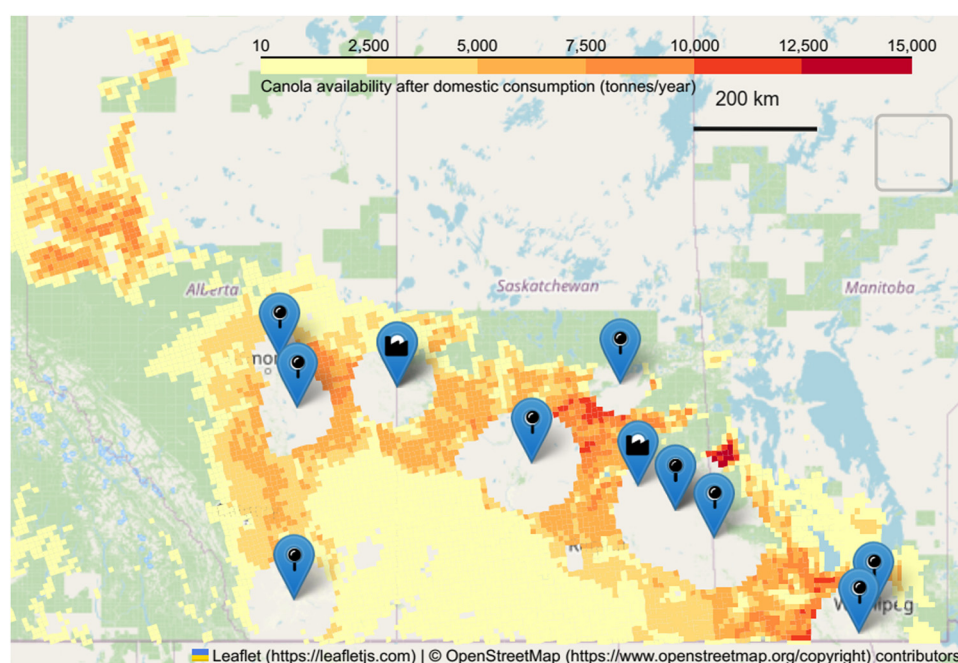 10 2,500 5,000 7,500 10,000 12,500 15,000
Canola availability after domestic consumption (tonnes/year)
200 km
Alberta
Saskatchewan
Manitoba
Leaflet (https://leafletjs.com) | © OpenStreetMap (https://www.openstreetmap.org/copyright) contributors